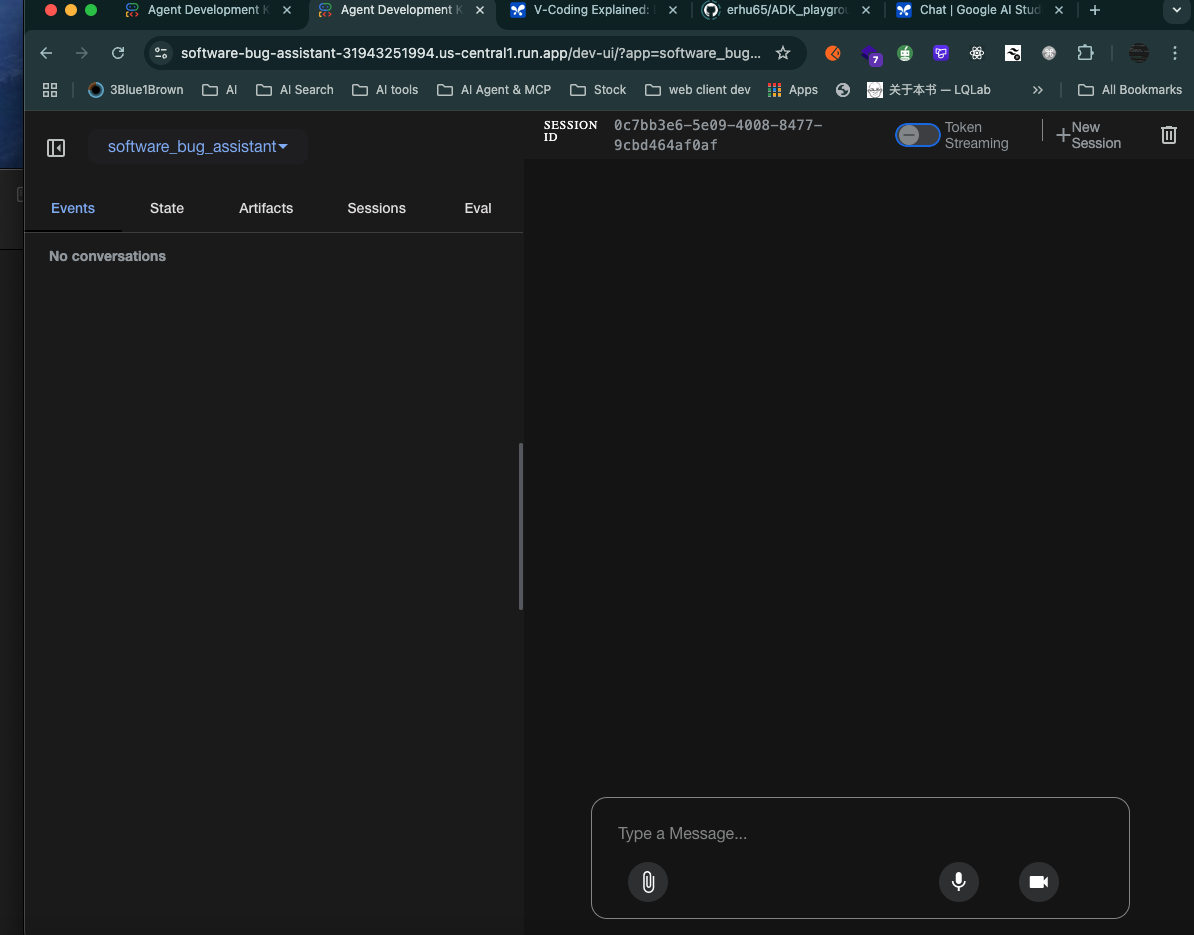 Agent Development K
Agent Development K
V-Coding Explained:
erhu65/ADK_playgrou
Chat | Google AI Stud
software-bug-assistant-31943251994.us-central1.run.app/dev-ui/?app=software_bug...
7
3Blue1Brown
AI
AI Search
AI tools
AI Agent & MCP
Stock
web client dev
Apps
关于本书 — LQLab
All Bookmarks
software_bug_assistant
SESSION
ID
0c7bb3e6-5e09-4008-8477-
9cbd464af0af
Token
Streaming
New
Session
Events
State
Artifacts
Sessions
Eval
No conversations
Type a Message...